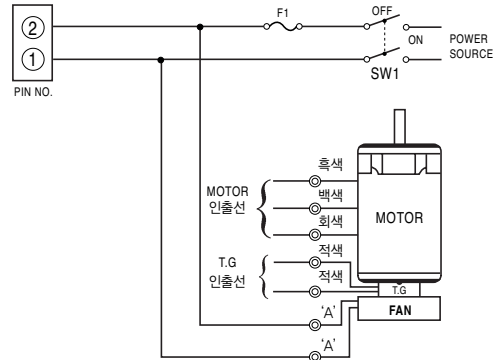 ②
①
PIN NO.
F1
OFF
ON
SW1
POWER
SOURCE
MOTOR
인출선
흑색
백색
회색
MOTOR
T.G
인출선
적색
적색
T.G
FAN
'A'
'A'